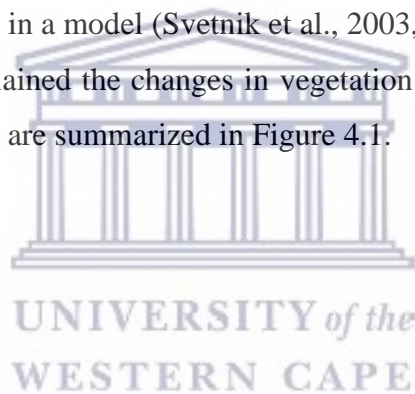 in a model (Svetnik et al., 2003,
ained the changes in vegetation
are summarized in Figure 4.1.
UNIVERSITY of the
WESTERN CAPE